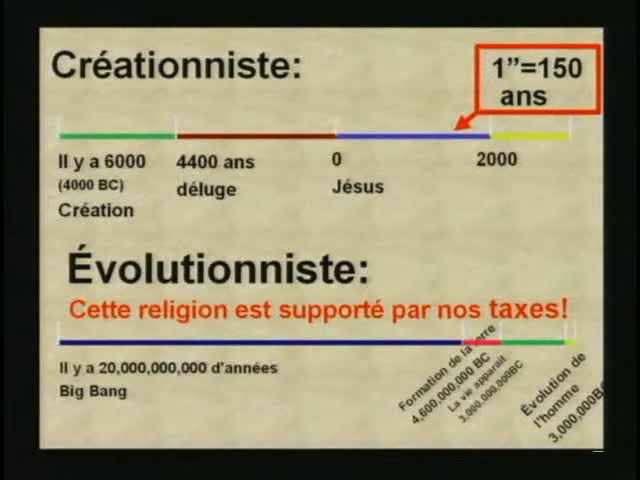 Créationniste:
1”=150
ans
Il y a 6000
(4000 BC)
Création
4400 ans
déluge
0
Jésus
2000
Évolutionniste:
Cette religion est supporté par nos taxes!
Il y a 20,000,000,000 d'années
Big Bang
Formation de la terre
4,600,000,000 BC
La vie apparait
3,000,000,000BC
Évolution de
l'homme
3,000,000BC